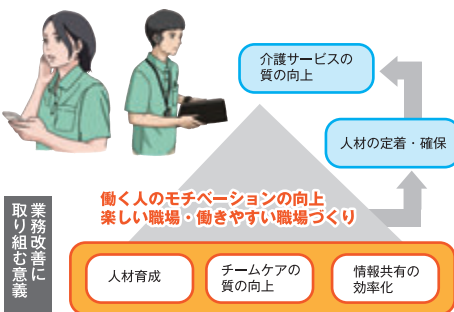 介護サービスの
質の向上
人材の定着・確保
働く人のモチベーションの向上
楽しい職場・働きやすい職場づくり
業務改善に
取り組む意義
人材育成
チームケアの
質の向上
情報共有の
効率化